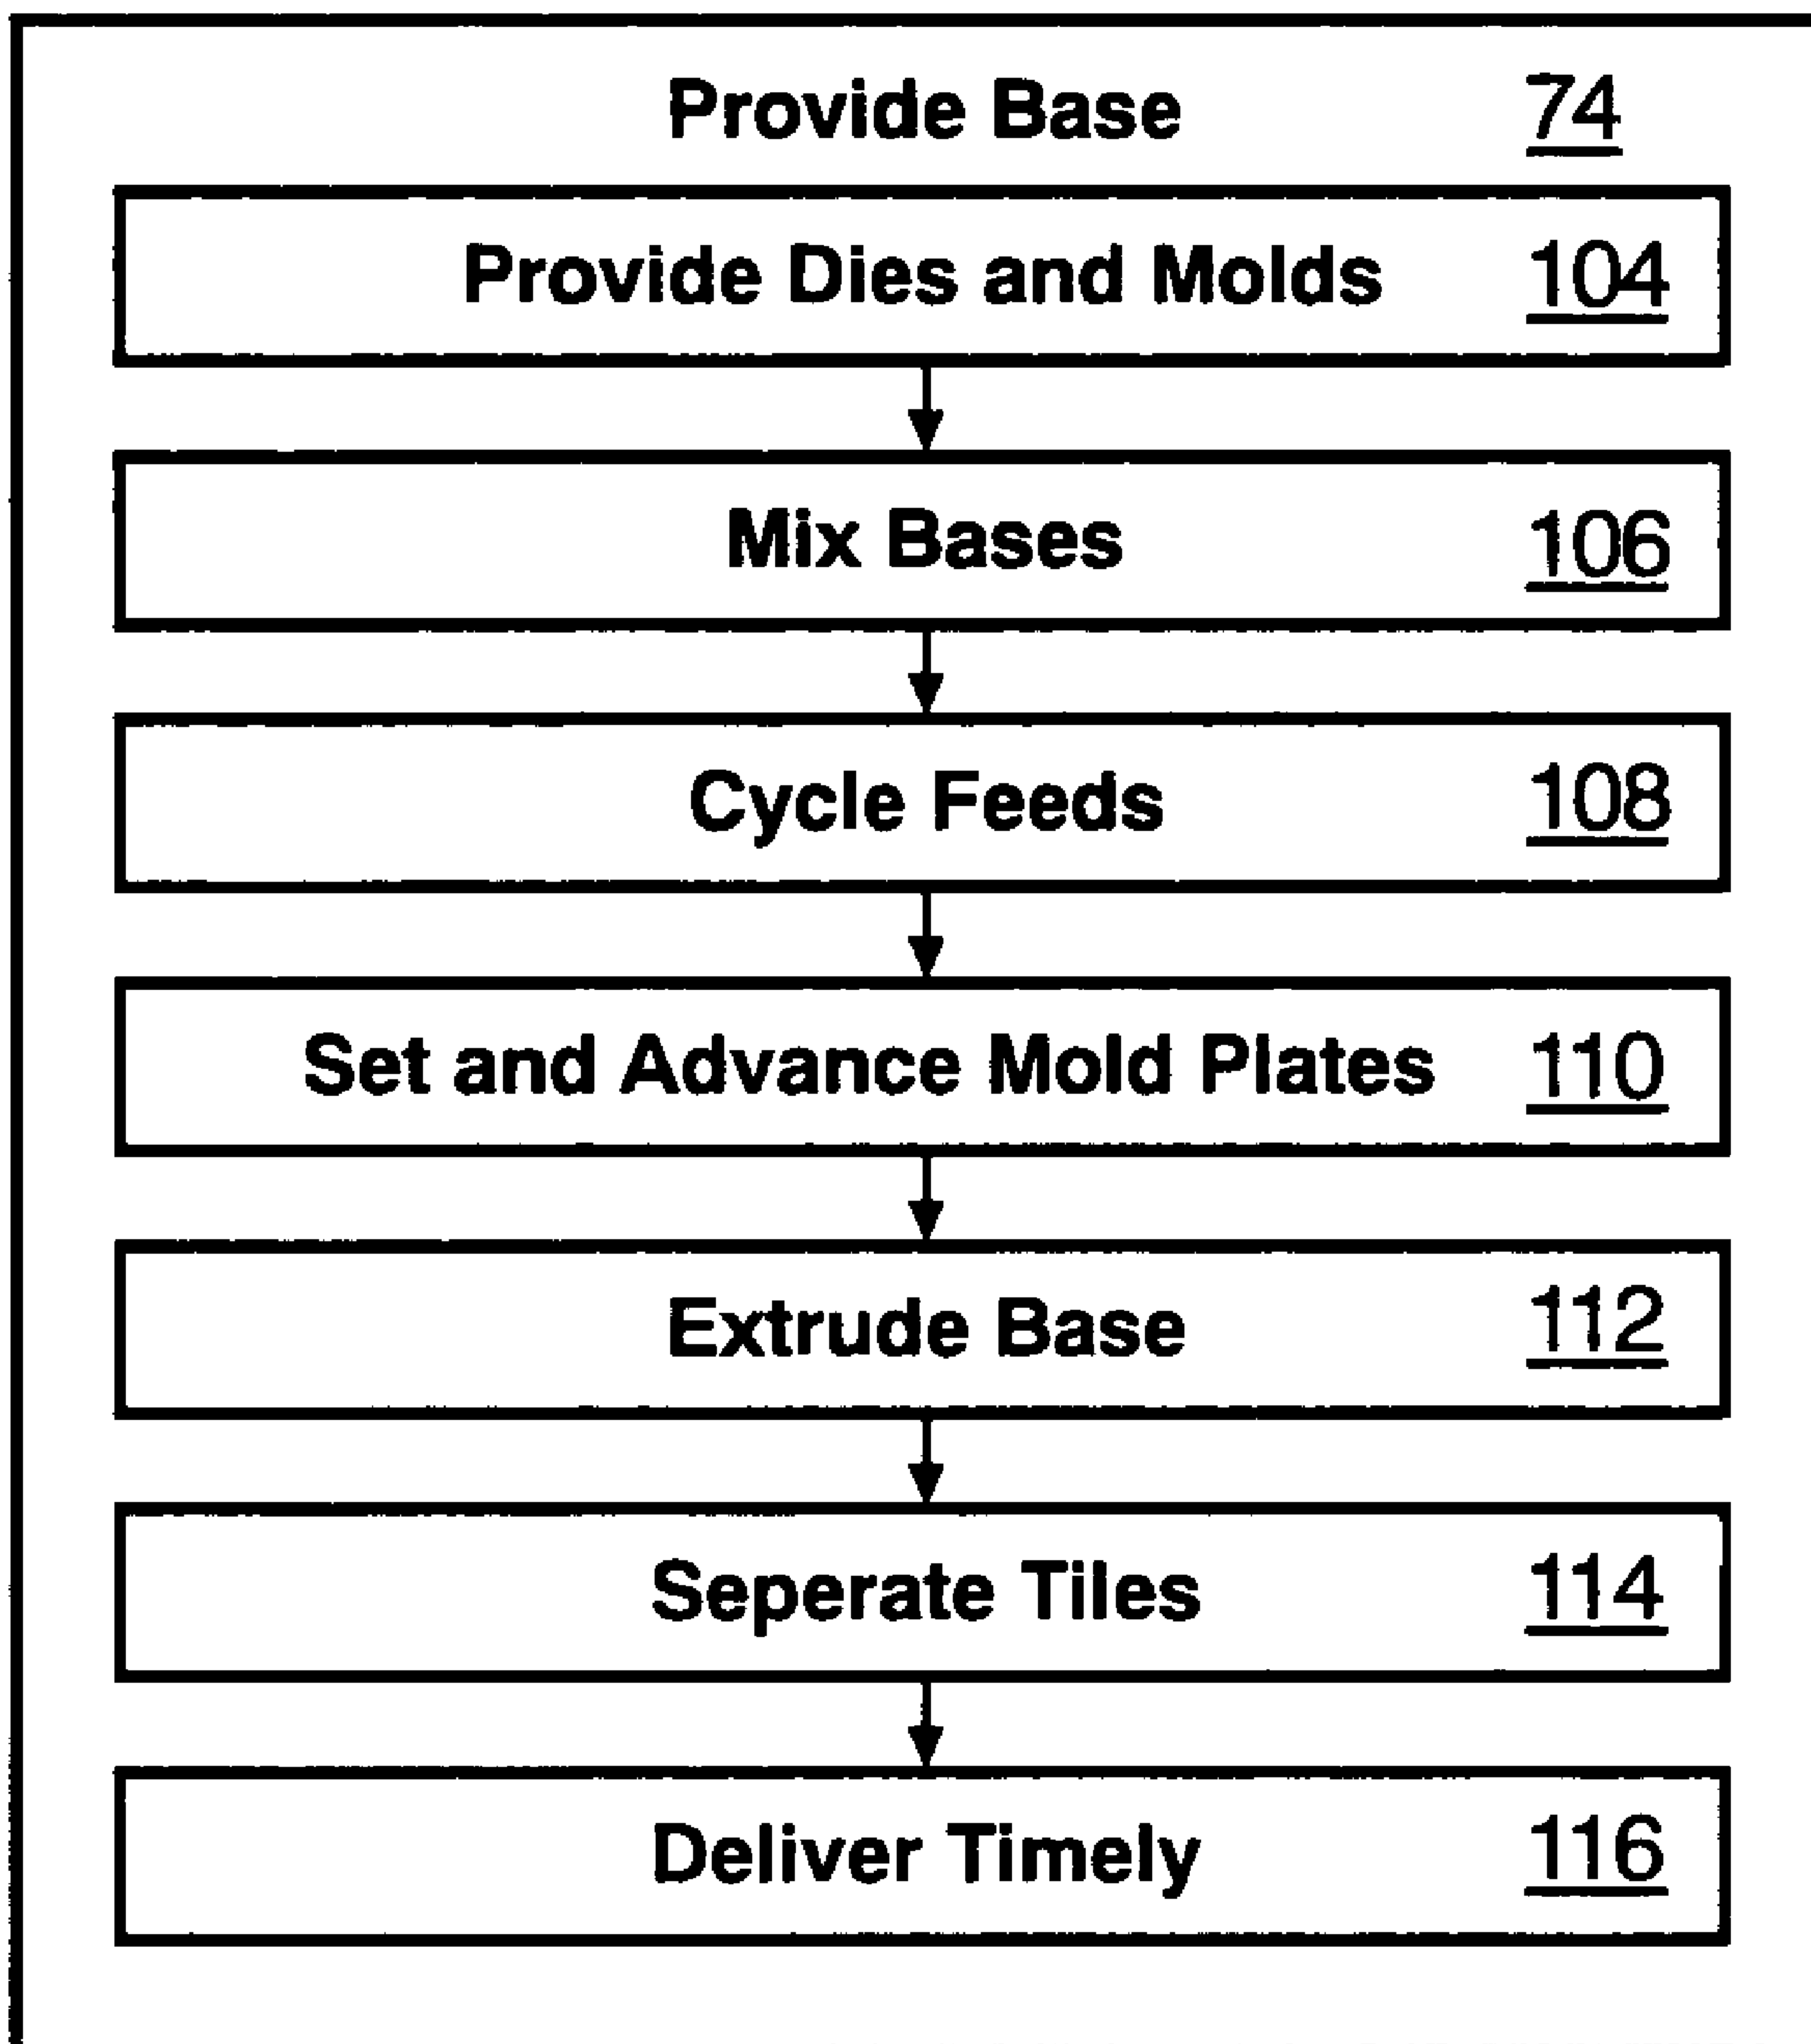 Provide Base 74
Provide Dies and Molds 104
Mix Bases 106
Cycle Feeds 108
Set and Advance Mold Plates 110
Extrude Base 112
Seperate Tiles 114
Deliver Timely 116